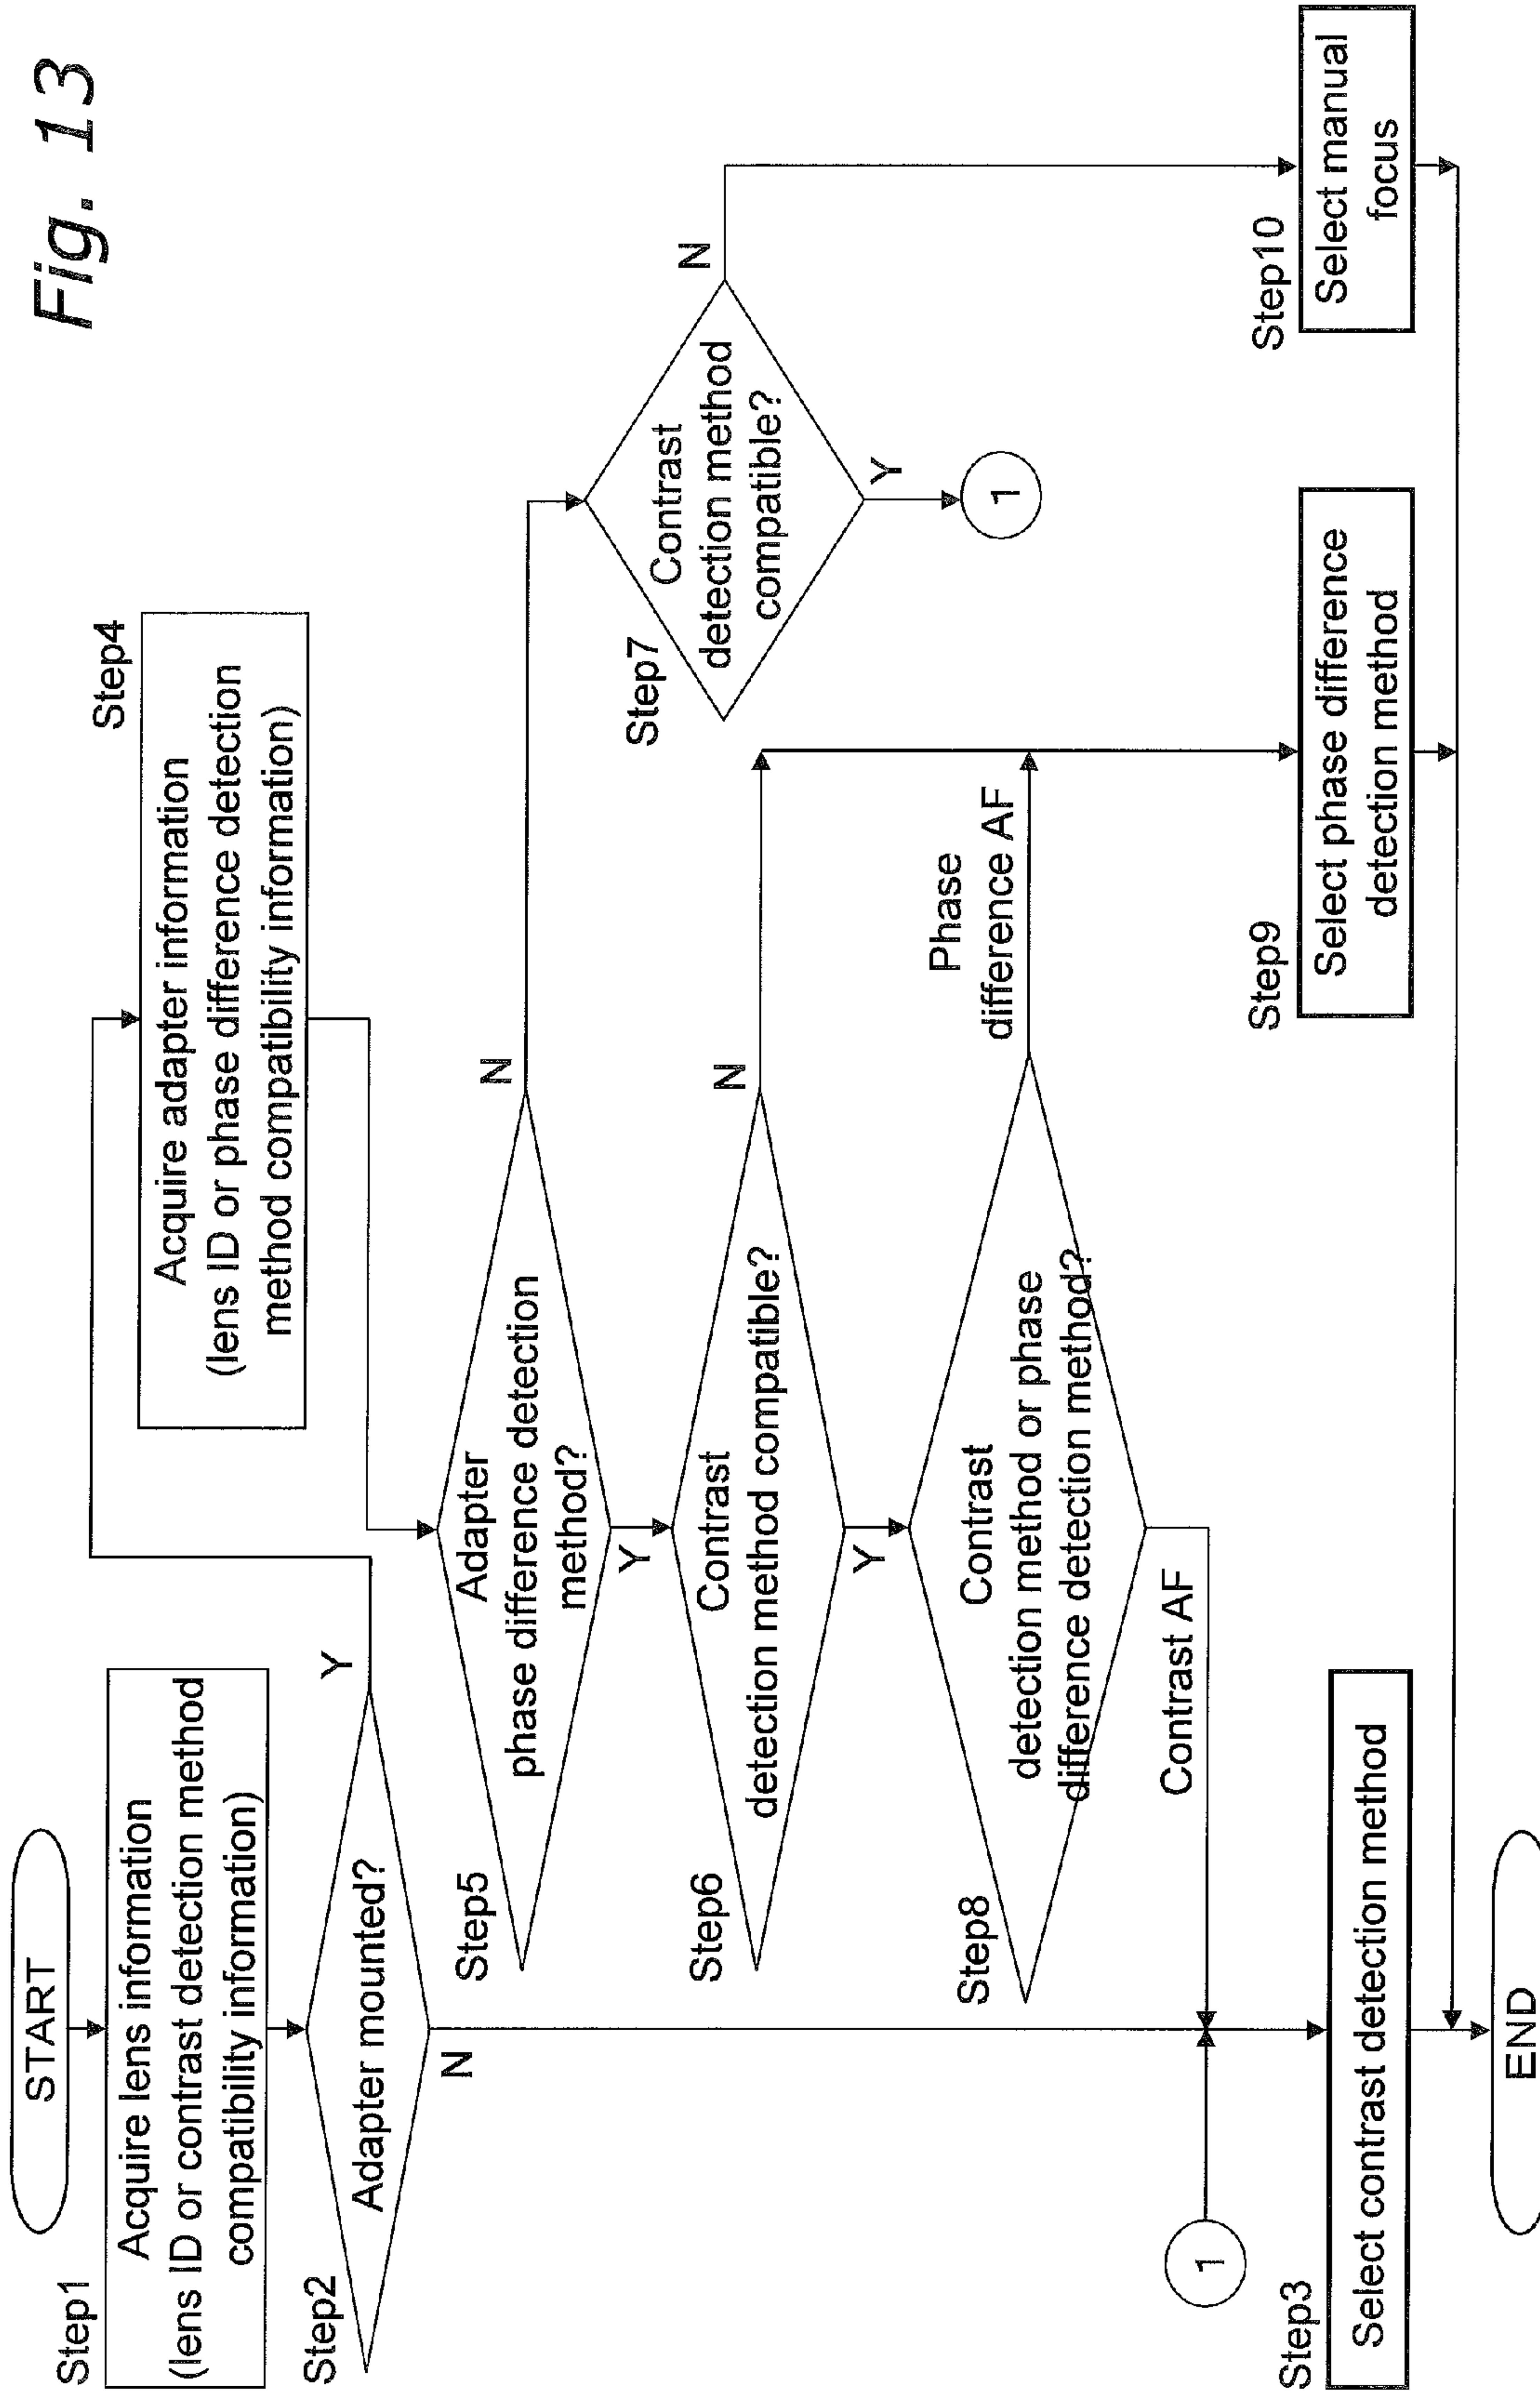 Fig. 13
START
Step1
Acquire lens information
(lens ID or contrast detection method
compatibility information)
Step2
Adapter mounted?
Y
N
Step4
Acquire adapter information
(lens ID or phase difference detection
method compatibility information)
Step5
Adapter
phase difference detection
method?
N
Y
Step6
Contrast
detection method compatible?
N
Y
Step7
Contrast
detection method
compatible?
N
Y
1
Step8
Contrast
detection method or phase
difference detection method?
Phase
difference AF
Contrast AF
1
Step3
Select contrast detection method
Step9
Select phase difference
detection method
Step10
Select manual
focus
END